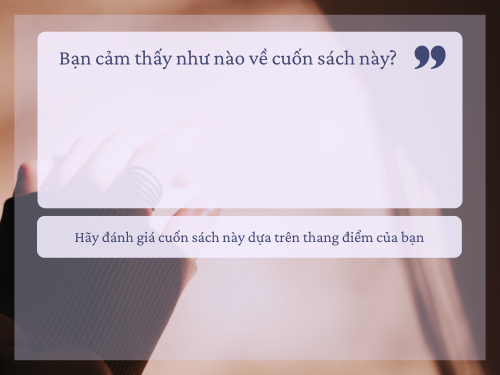 Bạn cảm thấy như nào về cuốn sách này? ”
Hãy đánh giá cuốn sách này dựa trên thang điểm của bạn